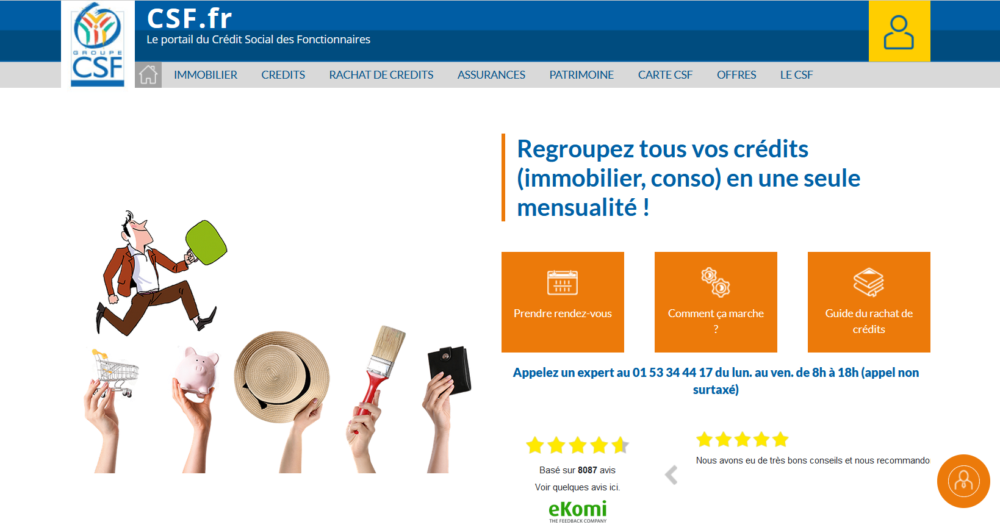 GROUPE
CSF
CSF.fr
Le portail du Crédit Social des Fonctionnaires
IMMOBILIER CREDITS RACHAT DE CREDITS ASSURANCES PATRIMOINE CARTE CSF OFFRES LE CSF
Regroupez tous vos crédits
(immobilier, conso) en une seule
mensualité !
Prendre rendez-vous
Comment ça marche
?
Guide du rachat de
crédits
Appelez un expert au 01 53 34 44 17 du lun. au ven. de 8h à 18h (appel non
surtaxé)
Basé sur 8087 avis
Voir quelques avis ici.
eKomi
THE FEEDBACK COMPANY
Nous avons eu de très bons conseils et nous recommando